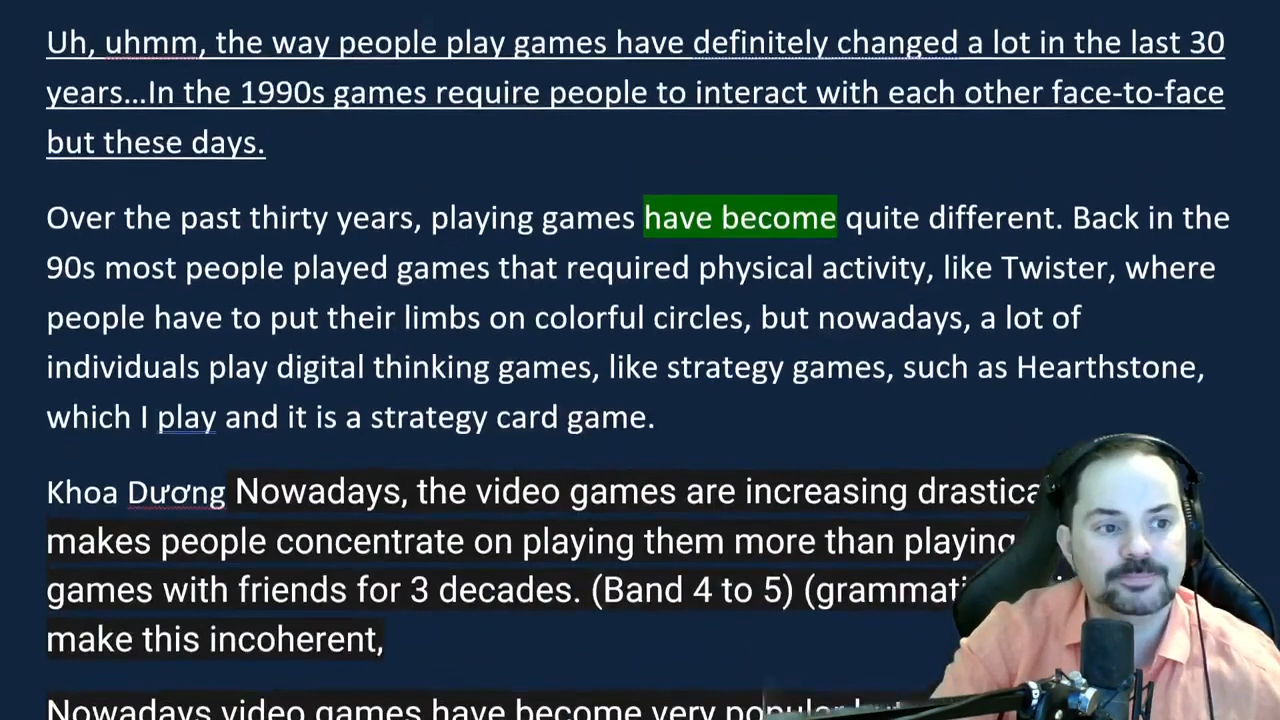 Uh, uhmm, the way people play games have definitely changed a lot in the last 30
years...In the 1990s games require people to interact with each other face-to-face
but these days.
Over the past thirty years, playing games have become quite different. Back in the
90s most people played games that required physical activity, like Twister, where
people have to put their limbs on colorful circles, but nowadays, a lot of
individuals play digital thinking games, like strategy games, such as Hearthstone,
which I play and it is a strategy card game.
Khoa Dương Nowadays, the video games are increasing
makes people concentrate on playing them more than playing
games with friends for 3 decades. (Band 4 to 5)
make this incoherent,
Nowadays video games have become very popular